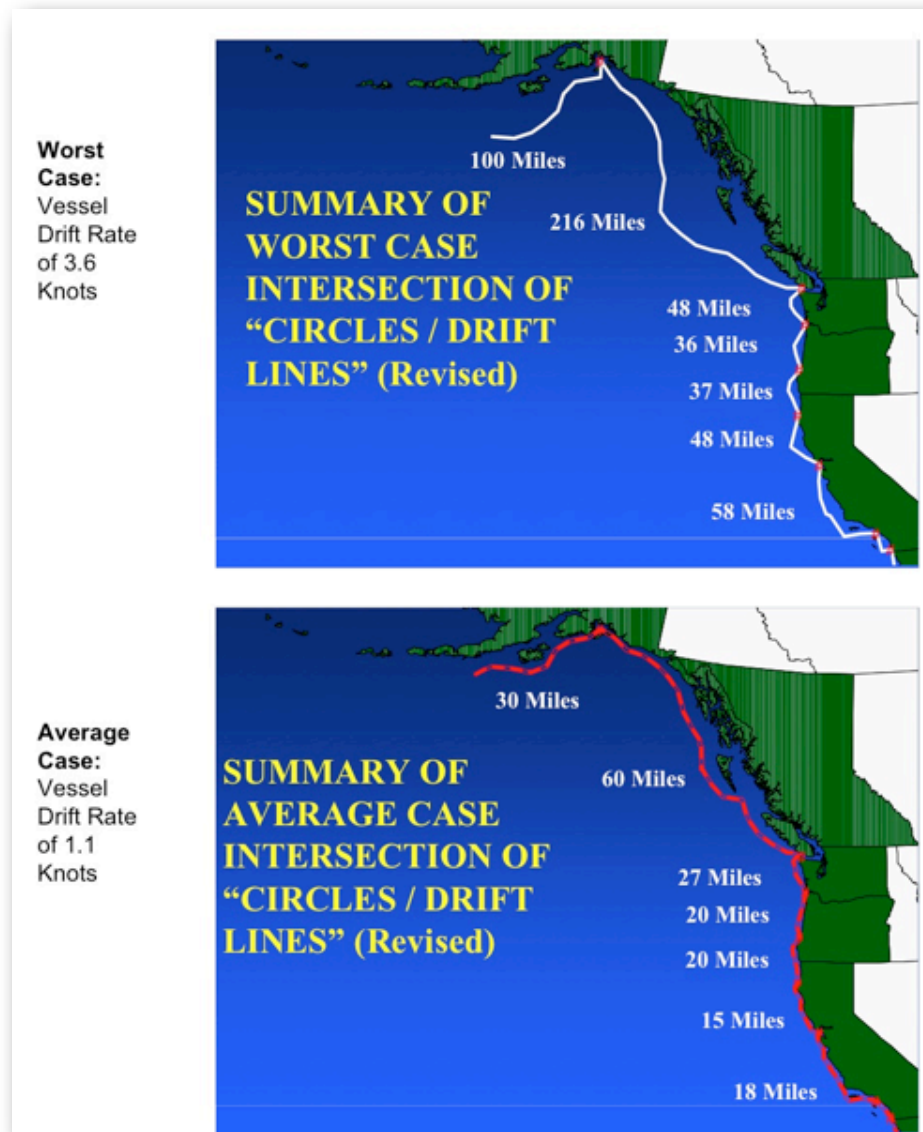 Worst
Case:
Vessel
Drift Rate
of 3.6
Knots
100 Miles
SUMMARY OF
WORST CASE
INTERSECTION OF
“CIRCLES / DRIFT
LINES” (Revised)
216 Miles
48 Miles
36 Miles
37 Miles
48 Miles
58 Miles
Average
Case:
Vessel
Drift Rate
of 1.1
Knots
30 Miles
SUMMARY OF
AVERAGE CASE
INTERSECTION OF
“CIRCLES / DRIFT
LINES” (Revised)
60 Miles
27 Miles
20 Miles
20 Miles
15 Miles
18 Miles